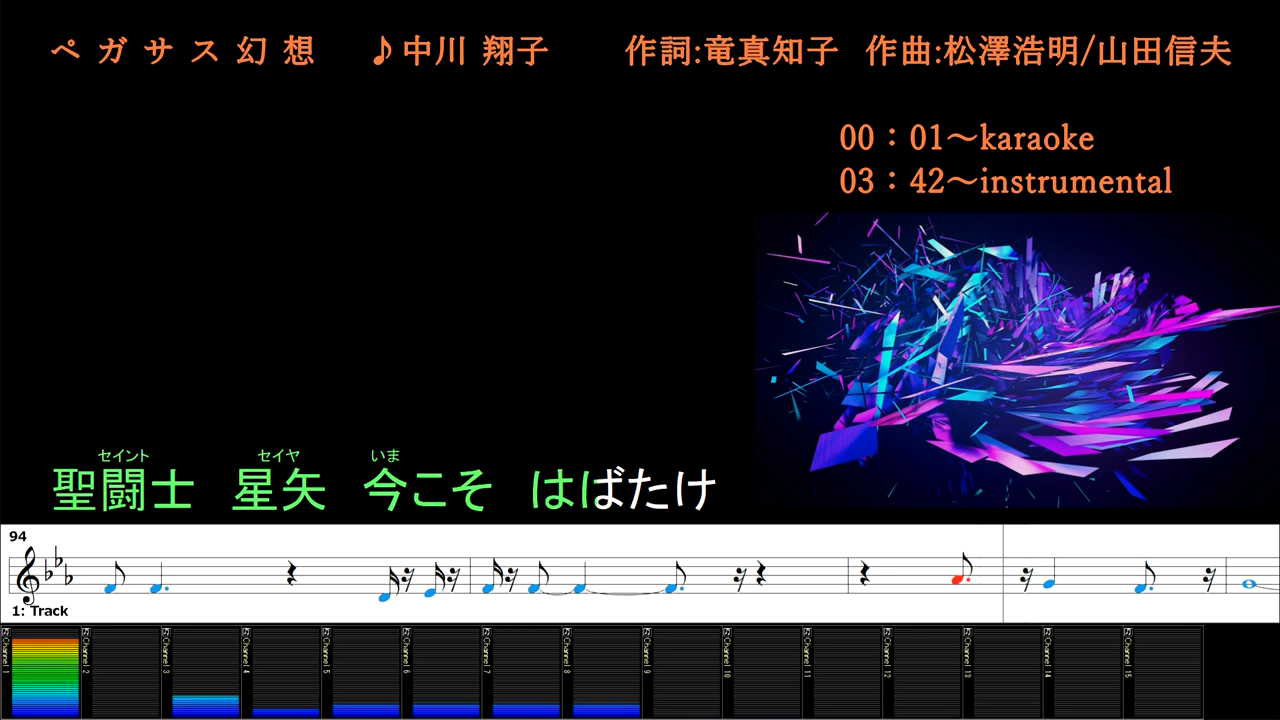 ペガサス幻想 ♪中川 翔子 作詞:竜真知子 作曲:松澤浩明/山田信夫
00：01～karaoke
03：42～instrumental
セイント セイヤ いま
聖闘士 星矢 今こそ はばたけ
94
1: Track
Channel 1 Channel 2 Channel 3 Channel 4 Channel 5 Channel 6 Channel 7 Channel 8 Channel 9 Channel 10 Channel 11 Channel 12 Channel 13 Channel 14 Channel 15